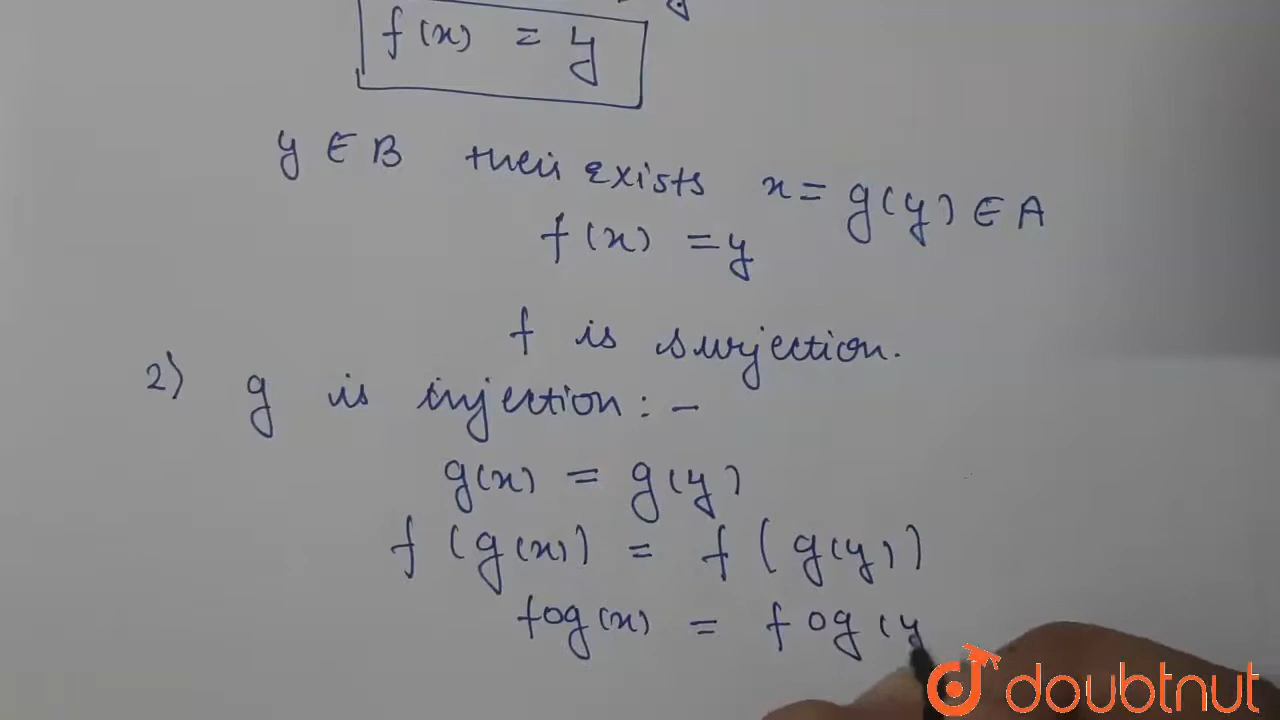 f(x) = y
y ∈ B their exists x = g(y) ∈ A
f(x) = y
f is surjection.
2) g is injection : -
g(x) = g(y)
f(g(x)) = f(g(y))
fog(x) = fog(y
doubtnut